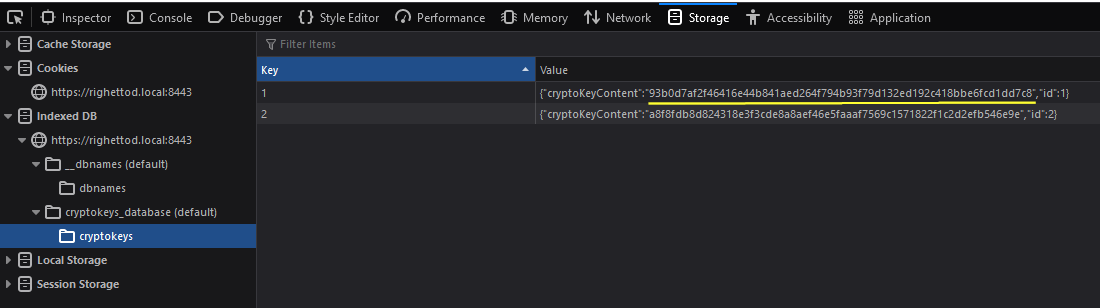 Inspector Console Debugger Style Editor Performance Memory Network Storage Accessibility Application
Cache Storage
Cookies
https://righettod.local:8443
Indexed DB
https://righettod.local:8443
__dbnames (default)
dbnames
cryptokeys_database (default)
cryptokeys
Local Storage
Session Storage
Filter Items
Key Value
1 {"cryptoKeyContent":"93b0d7af2f46416e44b841aed264f794b93f79d132ed192c418bbe6fcd1dd7c8","id":1}
2 {"cryptoKeyContent":"a8f8fdb8d824318e3f3cde8a8aef46e5faaaf7569c1571822f1c2d2efb546e9e","id":2}